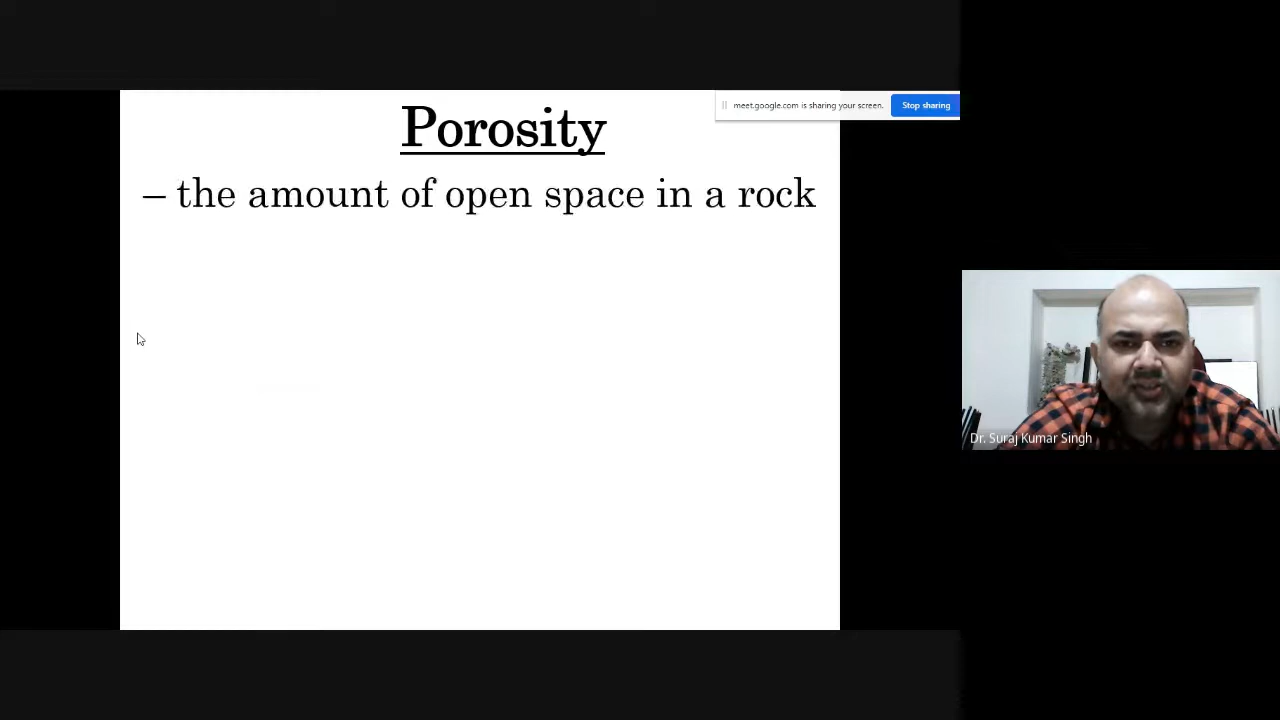 Porosity
meet.google.com is sharing your screen.
Stop sharing
– the amount of open space in a rock
Dr. Suraj Kumar Singh